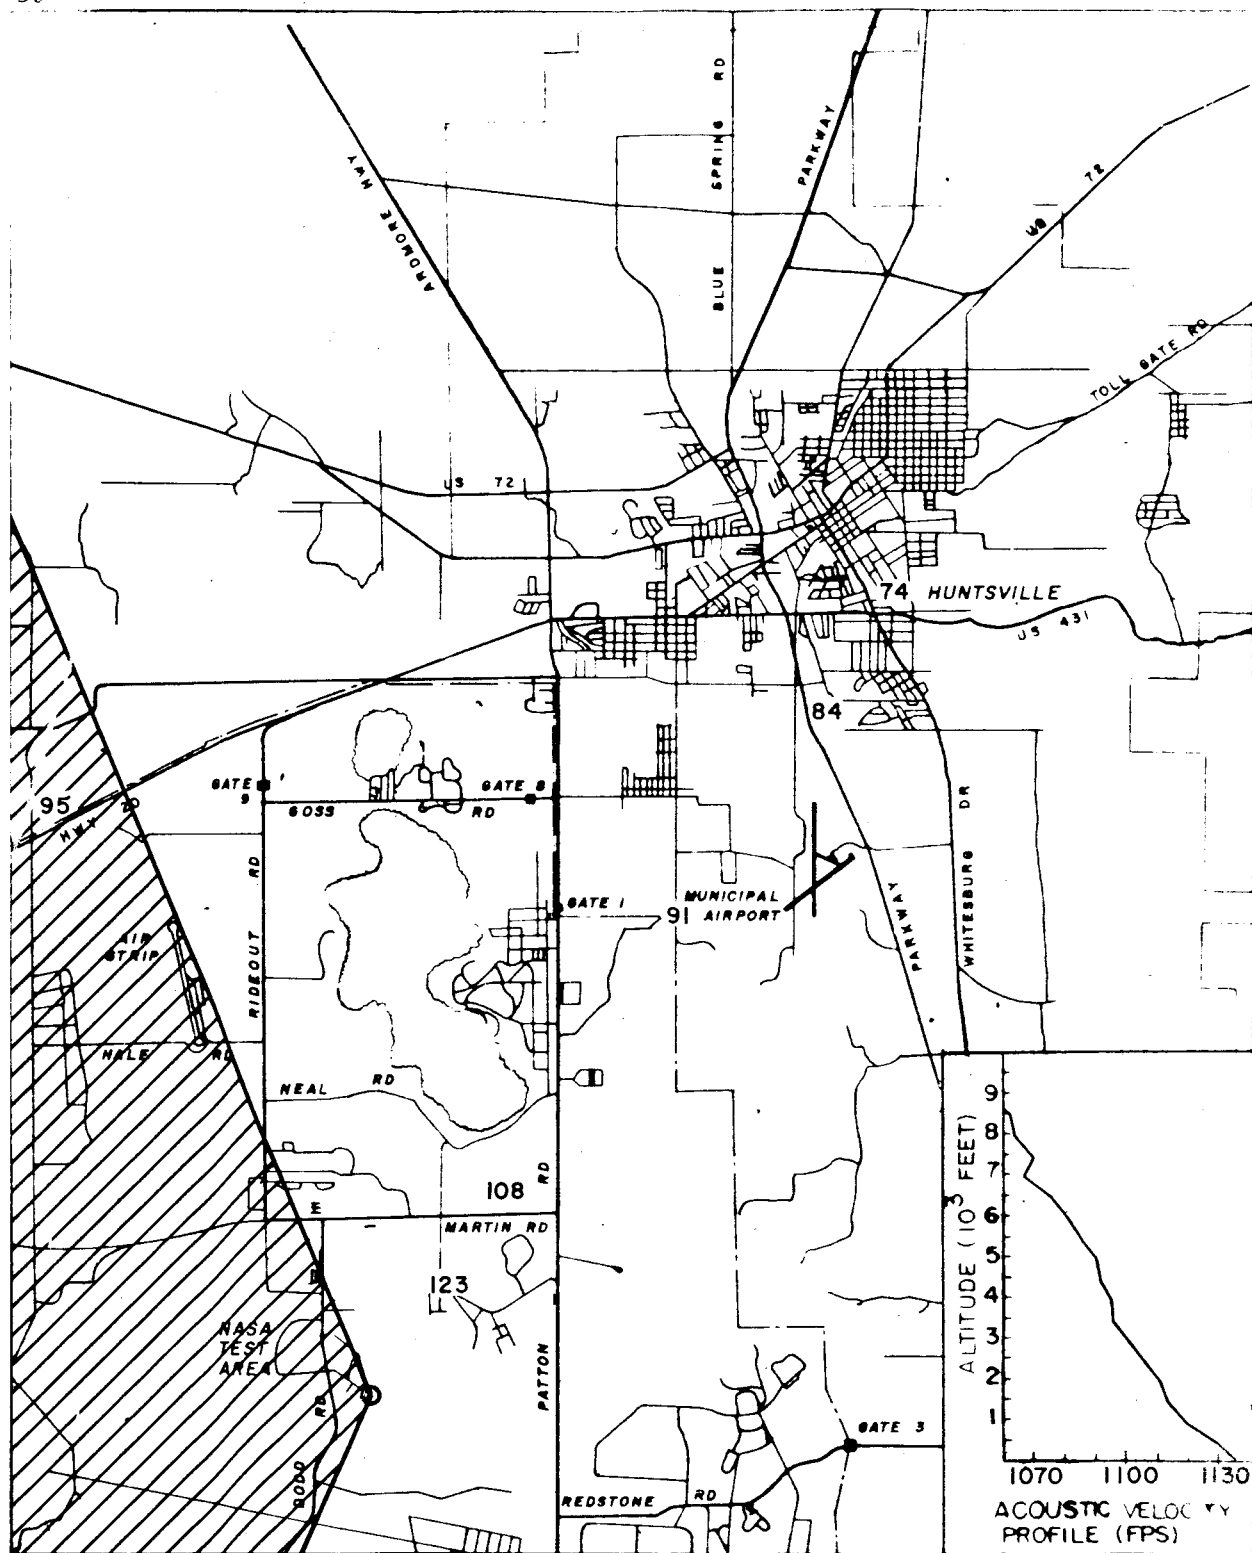 BLUE SPRING RD
PARKWAY
ARDMORE HWY
72
TOLL GATE RD
US 72
74 HUNTSVILLE
US 431
84
GATE 9
GATE 8
GOSS RD
95
HWY 20
RIDEOUT RD
GATE 1
91
MUNICIPAL
AIRPORT
PARKWAY
WHITESBURG DR
AIR
STRIP
HALE RD
NEAL RD
108
RD
MARTIN RD
123
NASA
TEST
AREA
PATTON
DODD RD
GATE 3
REDSTONE RD
ALTITUDE (10³ FEET)
9
8
7
6
5
4
3
2
1
1070 1100 1130
ACOUSTIC VELOC TY
PROFILE (FPS)